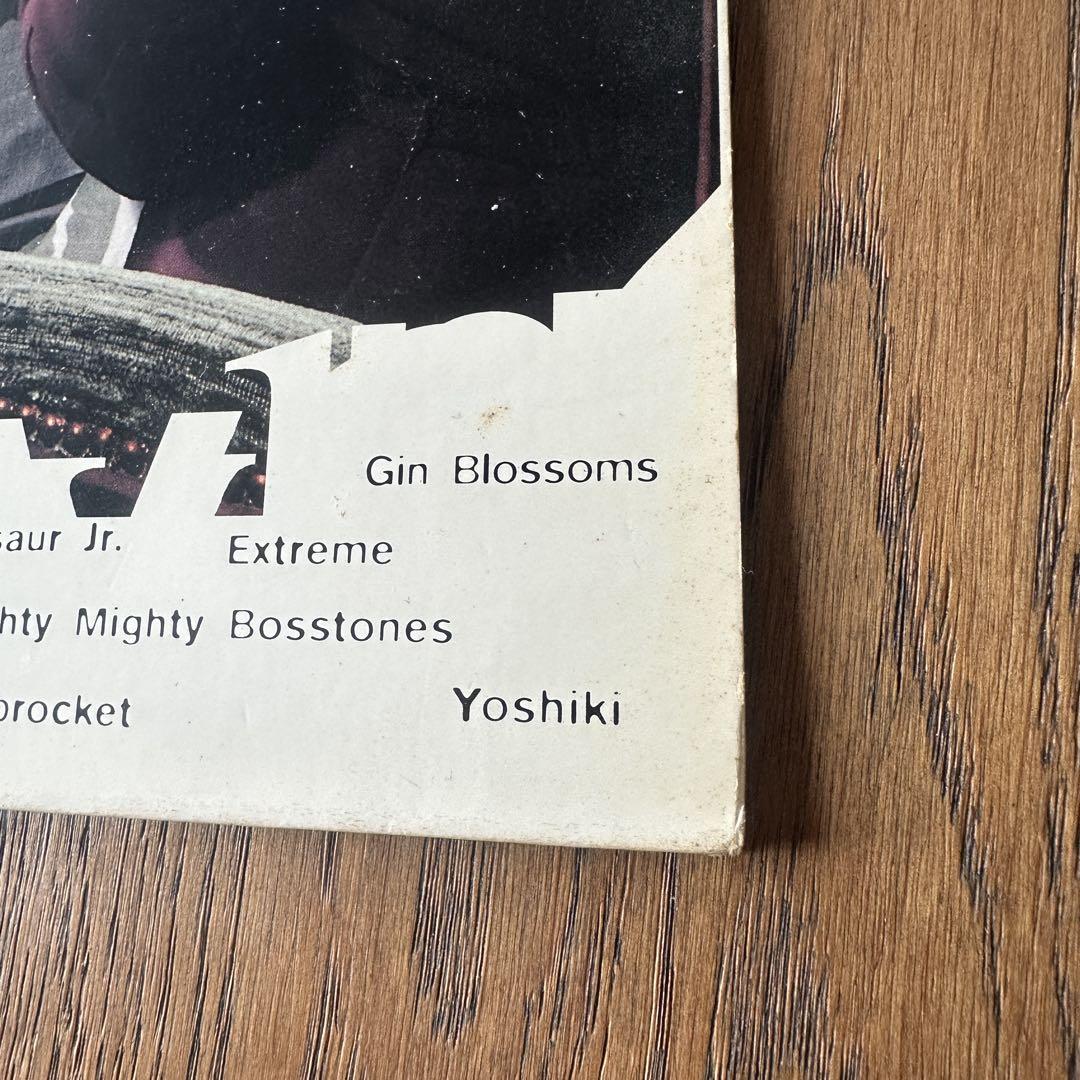 Gin Blossoms
saur Jr. Extreme
hty Mighty Bosstones
procket Yoshiki